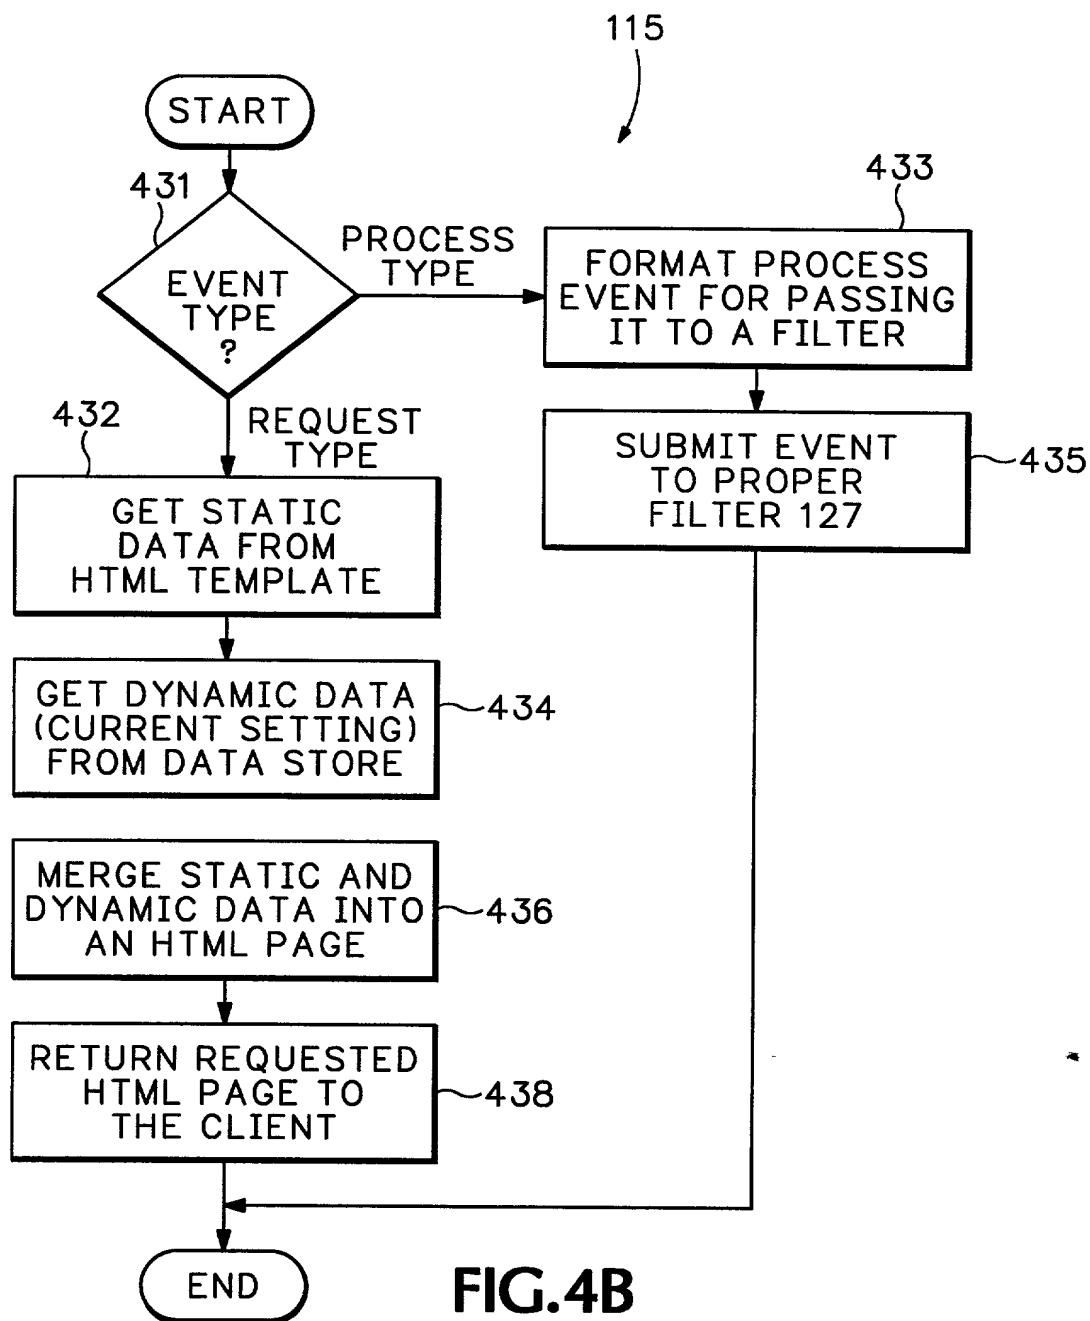 115
START
431
EVENT
TYPE
?
PROCESS
TYPE
433
FORMAT PROCESS
EVENT FOR PASSING
IT TO A FILTER
SUBMIT EVENT
TO PROPER
FILTER 127
435
REQUEST
TYPE
432
GET STATIC
DATA FROM
HTML TEMPLATE
GET DYNAMIC DATA
(CURRENT SETTING)
FROM DATA STORE
434
MERGE STATIC AND
DYNAMIC DATA INTO
AN HTML PAGE
436
RETURN REQUESTED
HTML PAGE TO
THE CLIENT
438
END
FIG.4B